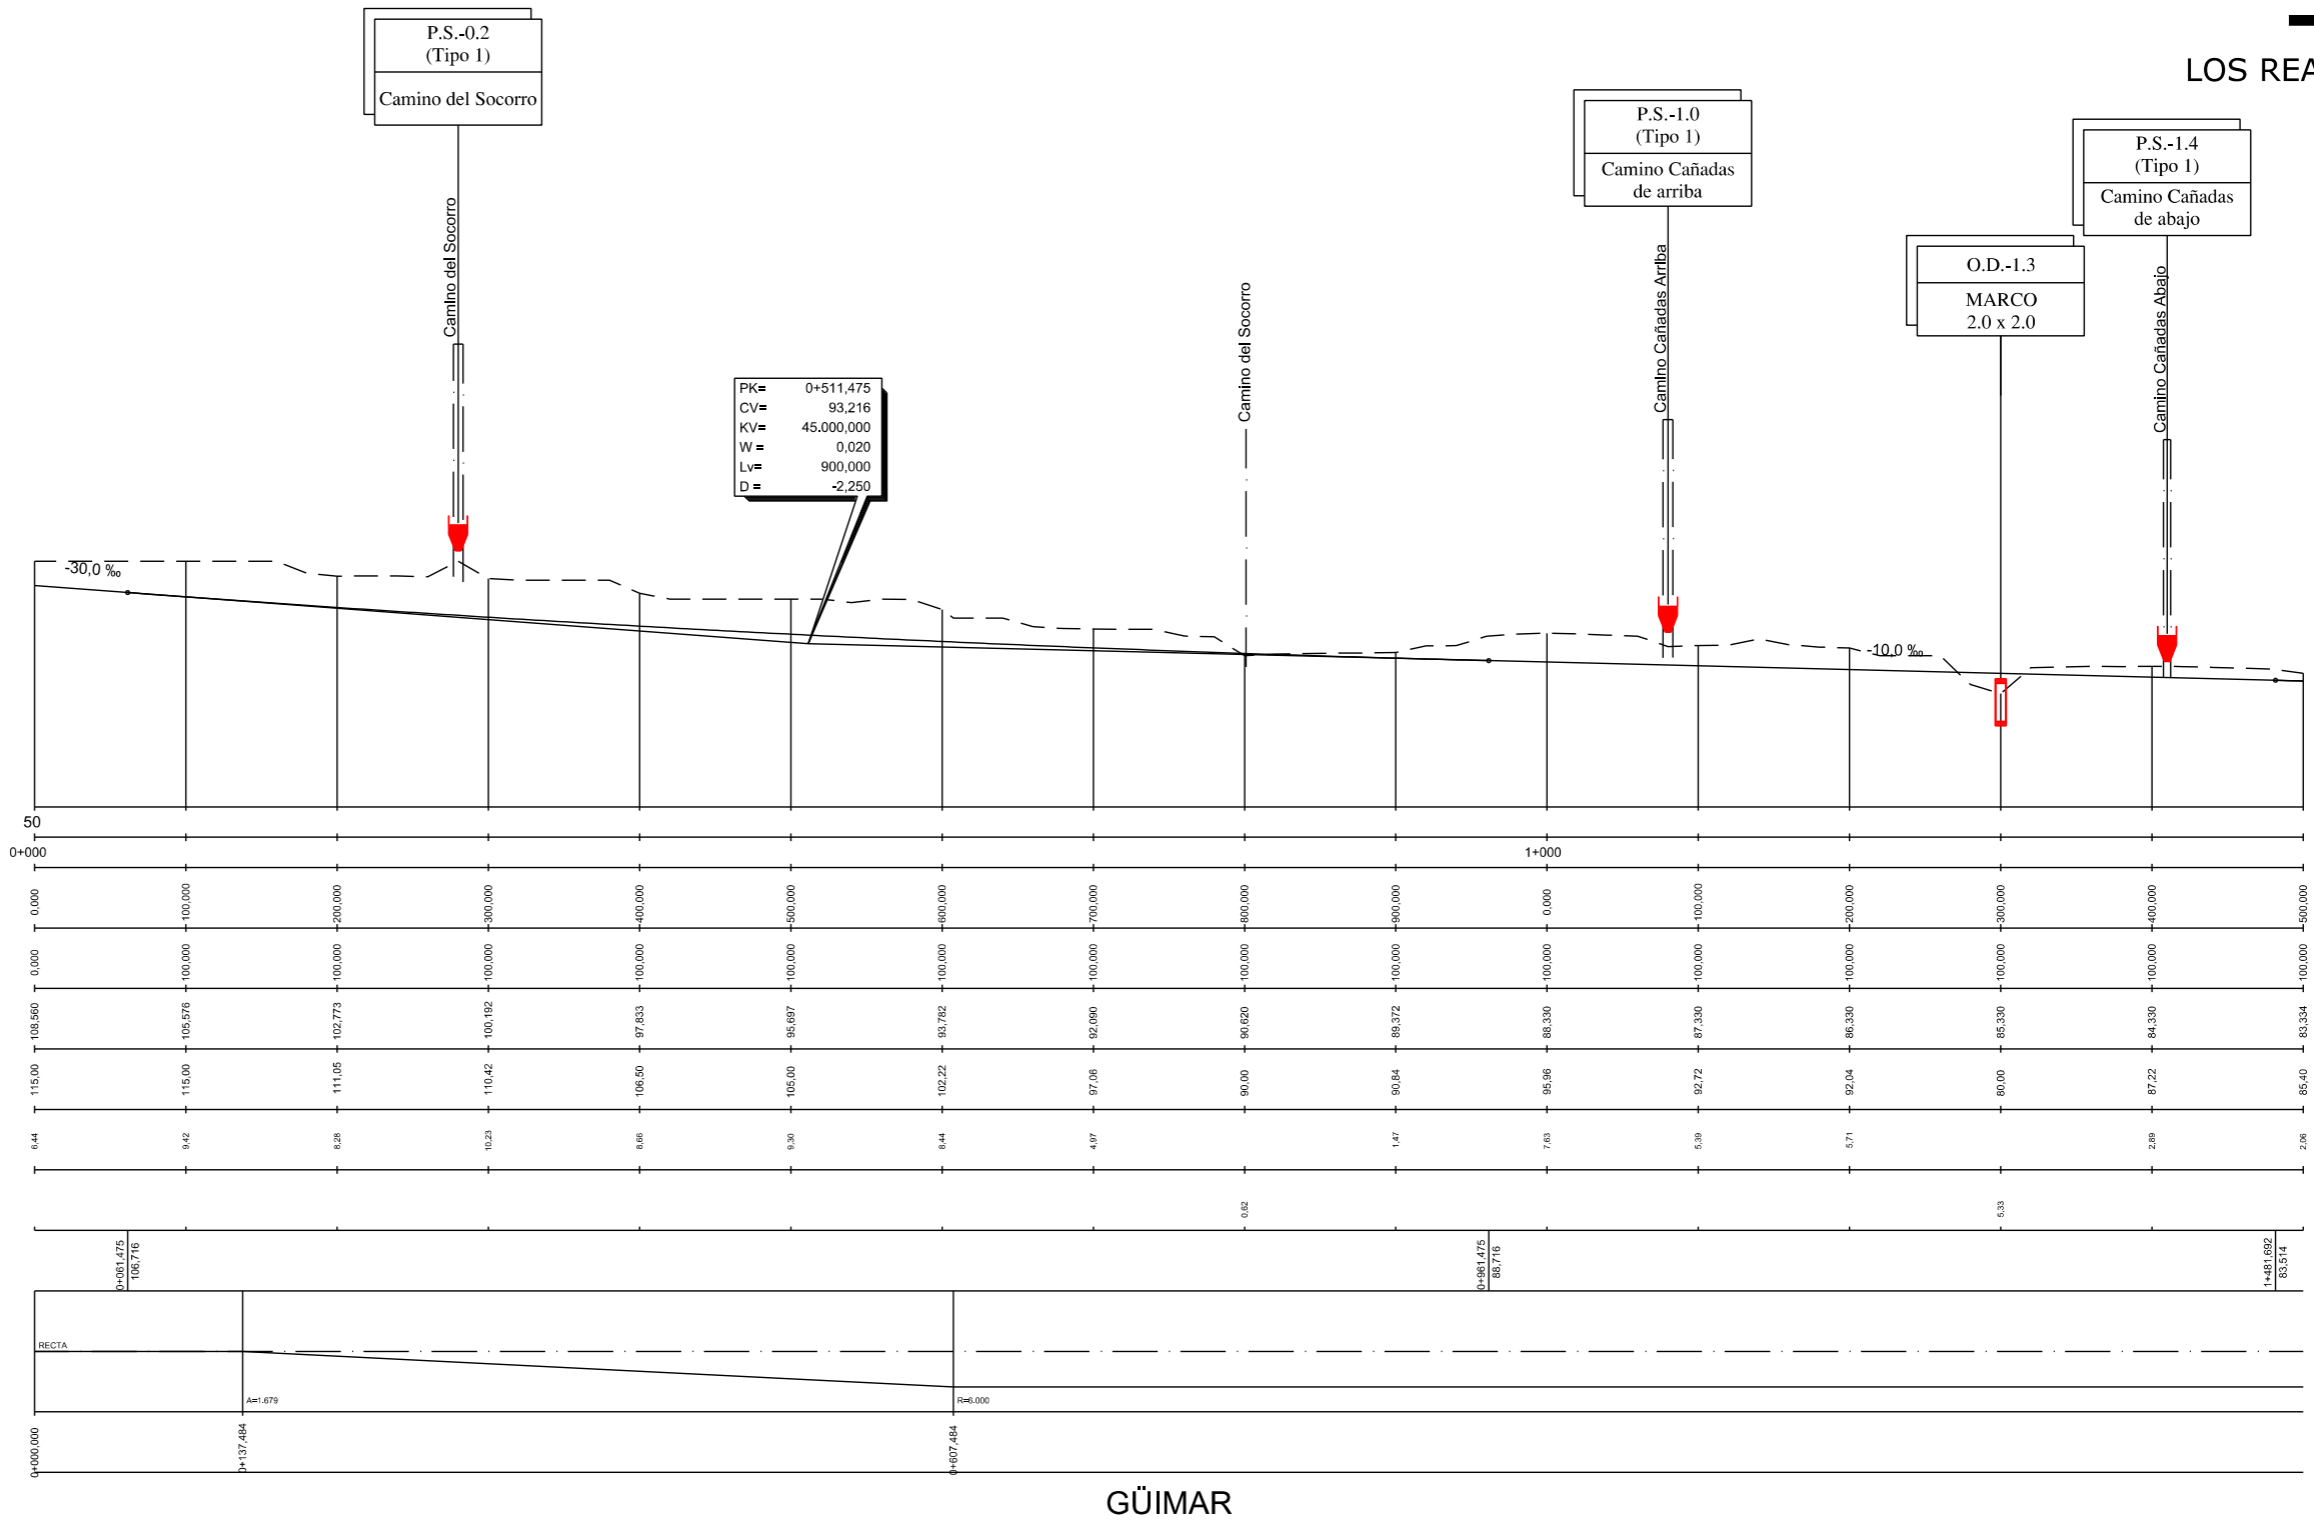 P.S.-0.2
(Tipo 1)
Camino del Socorro
LOS REA
P.S.-1.0
(Tipo 1)
Camino Cañadas
de arriba
P.S.-1.4
(Tipo 1)
Camino Cañadas
de abajo
O.D.-1.3
MARCO
2.0 x 2.0
Camino del Socorro
Camino del Socorro
Camino Cañadas Arriba
Camino Cañadas Abajo
PK= 0+511,475
CV= 93,216
KV= 45.000,000
W = 0,020
Lv= 900,000
D = -2,250
-30,0 ‰
-10,0 ‰
50
0+000 1+000
0,000 100,000 200,000 300,000 400,000 500,000 600,000 700,000 800,000 900,000 0,000 100,000 200,000 300,000 400,000 500,000
0,000 100,000 100,000 100,000 100,000 100,000 100,000 100,000 100,000 100,000 100,000 100,000 100,000 100,000 100,000 100,000
108,560 105,576 102,773 100,192 97,833 95,697 93,782 92,090 90,620 89,372 88,330 87,330 86,330 85,330 84,330 83,334
115,00 115,00 111,05 110,42 106,50 105,00 102,22 97,06 90,00 90,84 95,96 92,72 92,04 80,00 87,22 85,40
6,44 9,42 8,28 10,23 8,66 9,30 8,44 4,97 1,47 7,63 5,39 5,71 2,89 2,06
0,62 5,33
0+061,475 106,716 0+961,475 88,716 1+481,692 83,514
RECTA
A=1.679 R=6.000
0+000,000 0+137,484 0+607,484
GÜIMAR